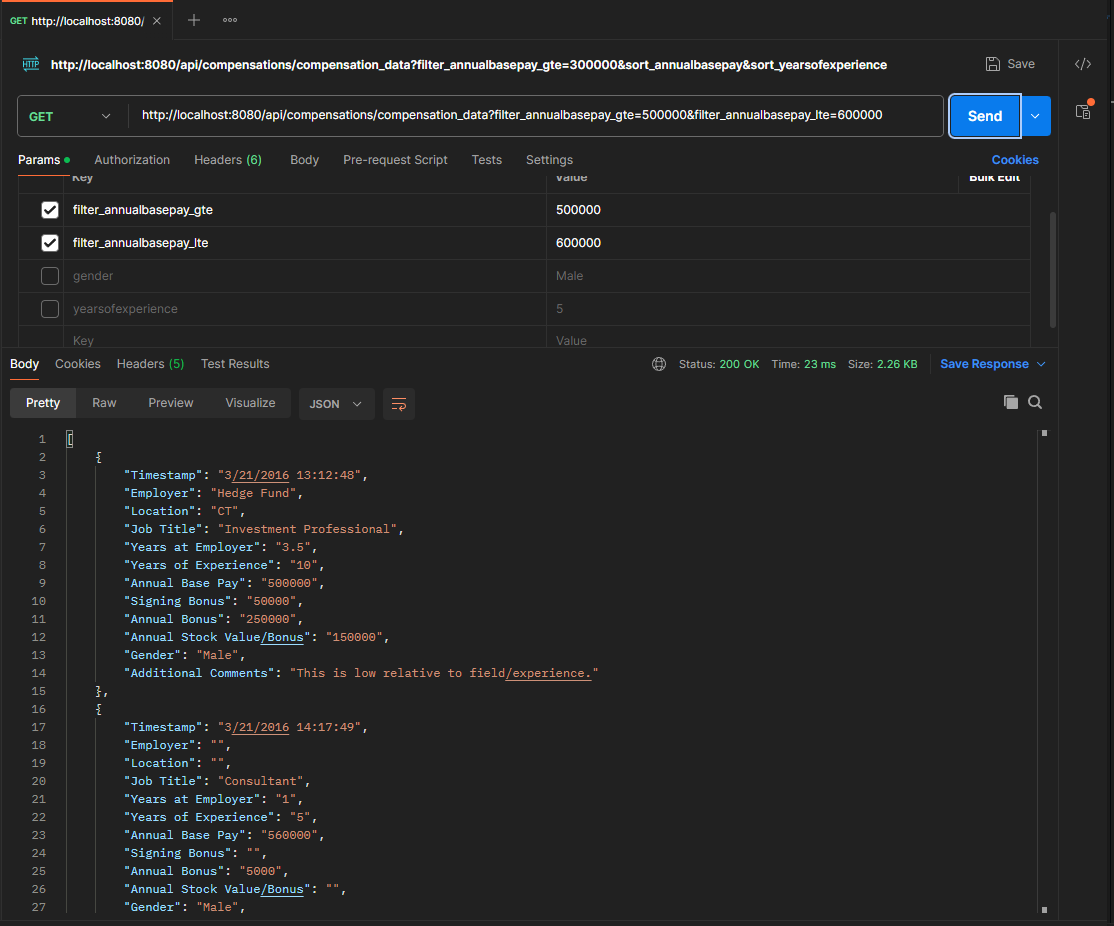 GET http://localhost:8080/
HTTP http://localhost:8080/api/compensations/compensation_data?filter_annualbasepay_gte=300000&sort_annualbasepay&sort_yearsofexperience Save
GET http://localhost:8080/api/compensations/compensation_data?filter_annualbasepay_gte=500000&filter_annualbasepay_lte=600000 Send
Params Authorization Headers (6) Body Pre-request Script Tests Settings Cookies
Key Value Bulk Edit
filter_annualbasepay_gte 500000
filter_annualbasepay_lte 600000
gender Male
yearsofexperience 5
Key Value
Body Cookies Headers (5) Test Results Status: 200 OK Time: 23 ms Size: 2.26 KB Save Response
Pretty Raw Preview Visualize JSON
1 [
2 {
3 "Timestamp": "3/21/2016 13:12:48",
4 "Employer": "Hedge Fund",
5 "Location": "CT",
6 "Job Title": "Investment Professional",
7 "Years at Employer": "3.5",
8 "Years of Experience": "10",
9 "Annual Base Pay": "500000",
10 "Signing Bonus": "50000",
11 "Annual Bonus": "250000",
12 "Annual Stock Value/Bonus": "150000",
13 "Gender": "Male",
14 "Additional Comments": "This is low relative to field/experience."
15 },
16 {
17 "Timestamp": "3/21/2016 14:17:49",
18 "Employer": "",
19 "Location": "",
20 "Job Title": "Consultant",
21 "Years at Employer": "1",
22 "Years of Experience": "5",
23 "Annual Base Pay": "560000",
24 "Signing Bonus": "",
25 "Annual Bonus": "5000",
26 "Annual Stock Value/Bonus": "",
27 "Gender": "Male",